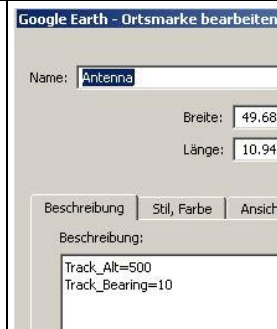 Google Earth - Ortsmarke bearbeiten
Name: Antenna
Breite: 49.68
Länge: 10.94
Beschreibung Stil, Farbe Ansich
Beschreibung:
Track_Alt=500
Track_Bearing=10